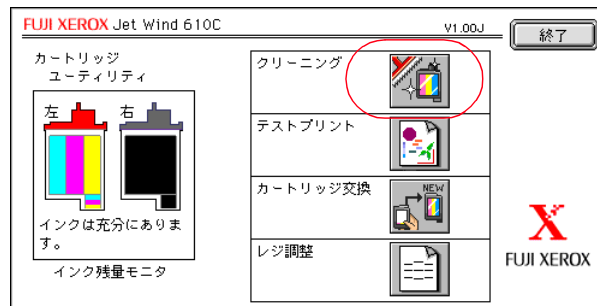 FUJI XEROX Jet Wind 610C
V1.00J
終了
カートリッジ
ユーティリティ
左
右
インクは充分にありま
す。
インク残量モニタ
クリーニング
テストプリント
カートリッジ交換
NEW
レジ調整
X
FUJI XEROX